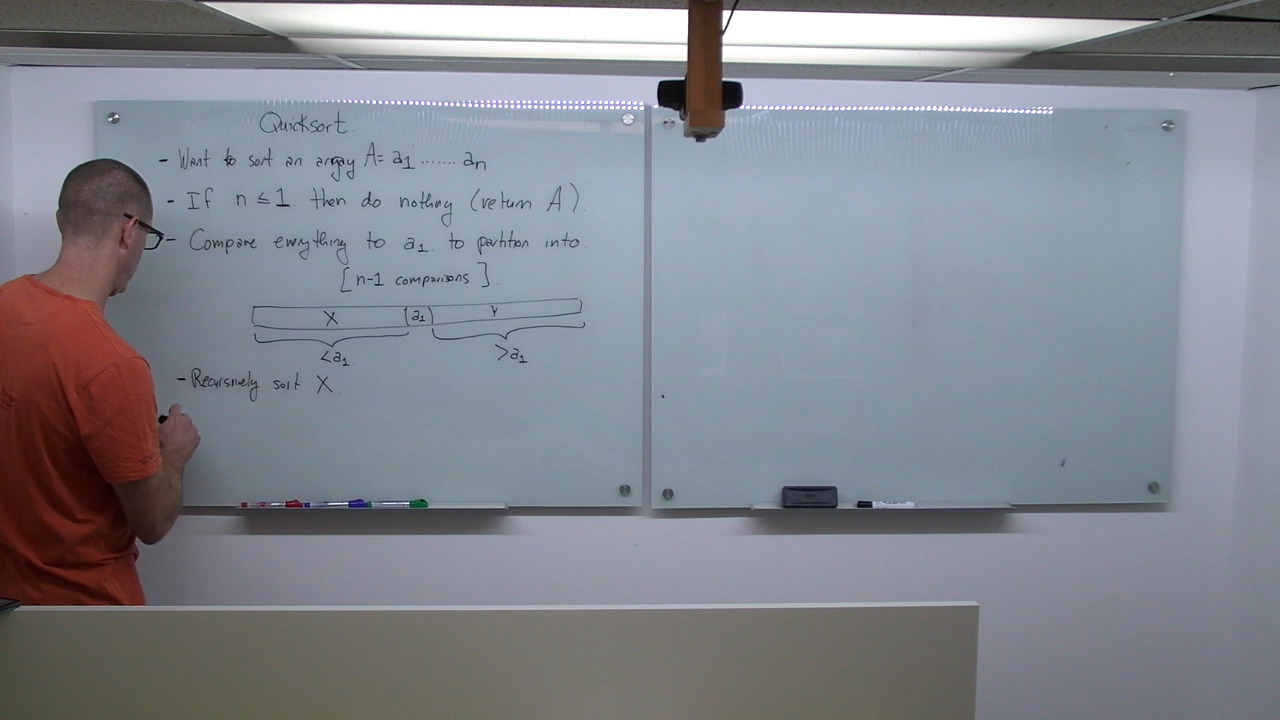 Quicksort.
- Want to sort an array A= a1 ....... an
- If n ≤ 1 then do nothing (return A).
- Compare everything to a1. to partition into.
[n-1 comparisons].
X a1 Y
<a1. >a1
- Recursively sort X.